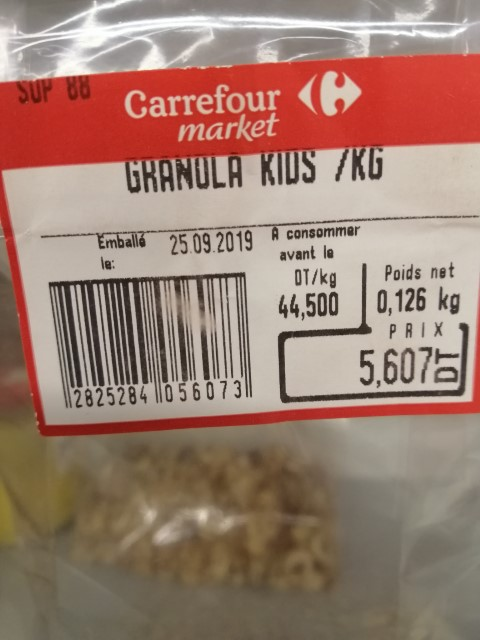 SUP 88
Carrefour
market
GRANOLA KIDS /KG
Emballé le: 25.09.2019
A consommer avant le
DT/kg
44,500
Poids net
0,126 kg
PRIX
5,607 DT
2825284 056073